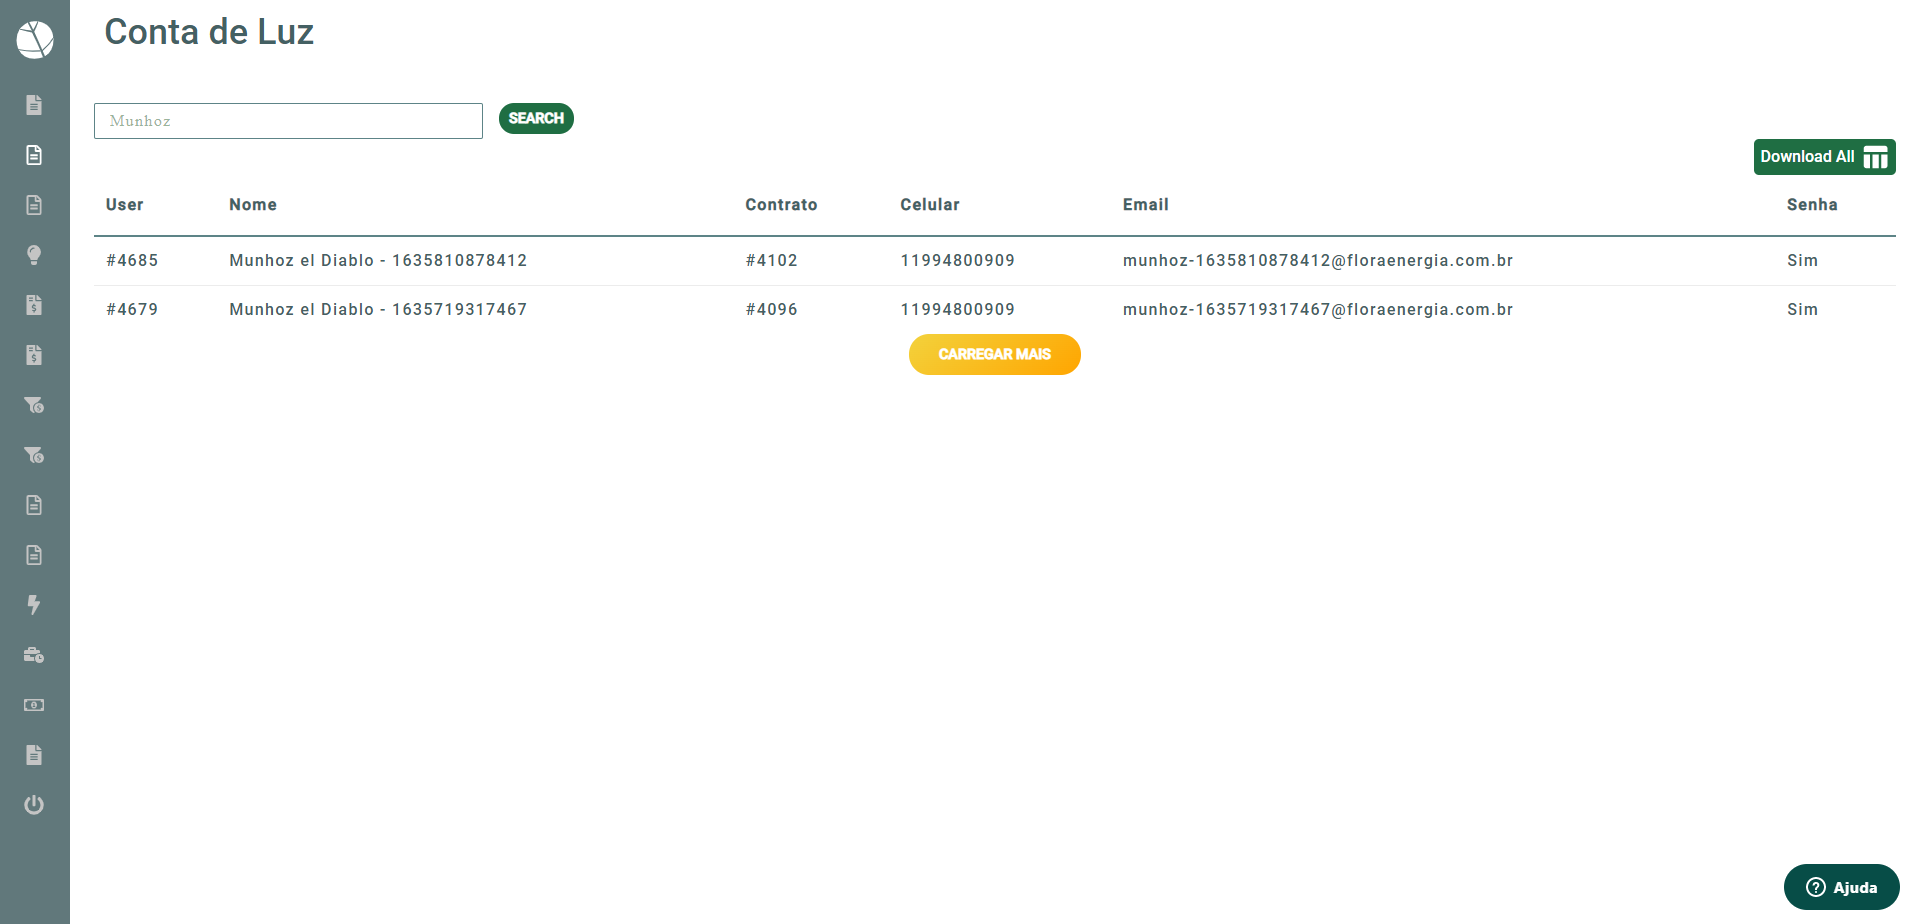 Conta de Luz
Munhoz
SEARCH
Download All
User Nome Contrato Celular Email Senha
#4685 Munhoz el Diablo - 1635810878412 #4102 11994800909 munhoz-1635810878412@floraenergia.com.br Sim
#4679 Munhoz el Diablo - 1635719317467 #4096 11994800909 munhoz-1635719317467@floraenergia.com.br Sim
CARREGAR MAIS
Ajuda